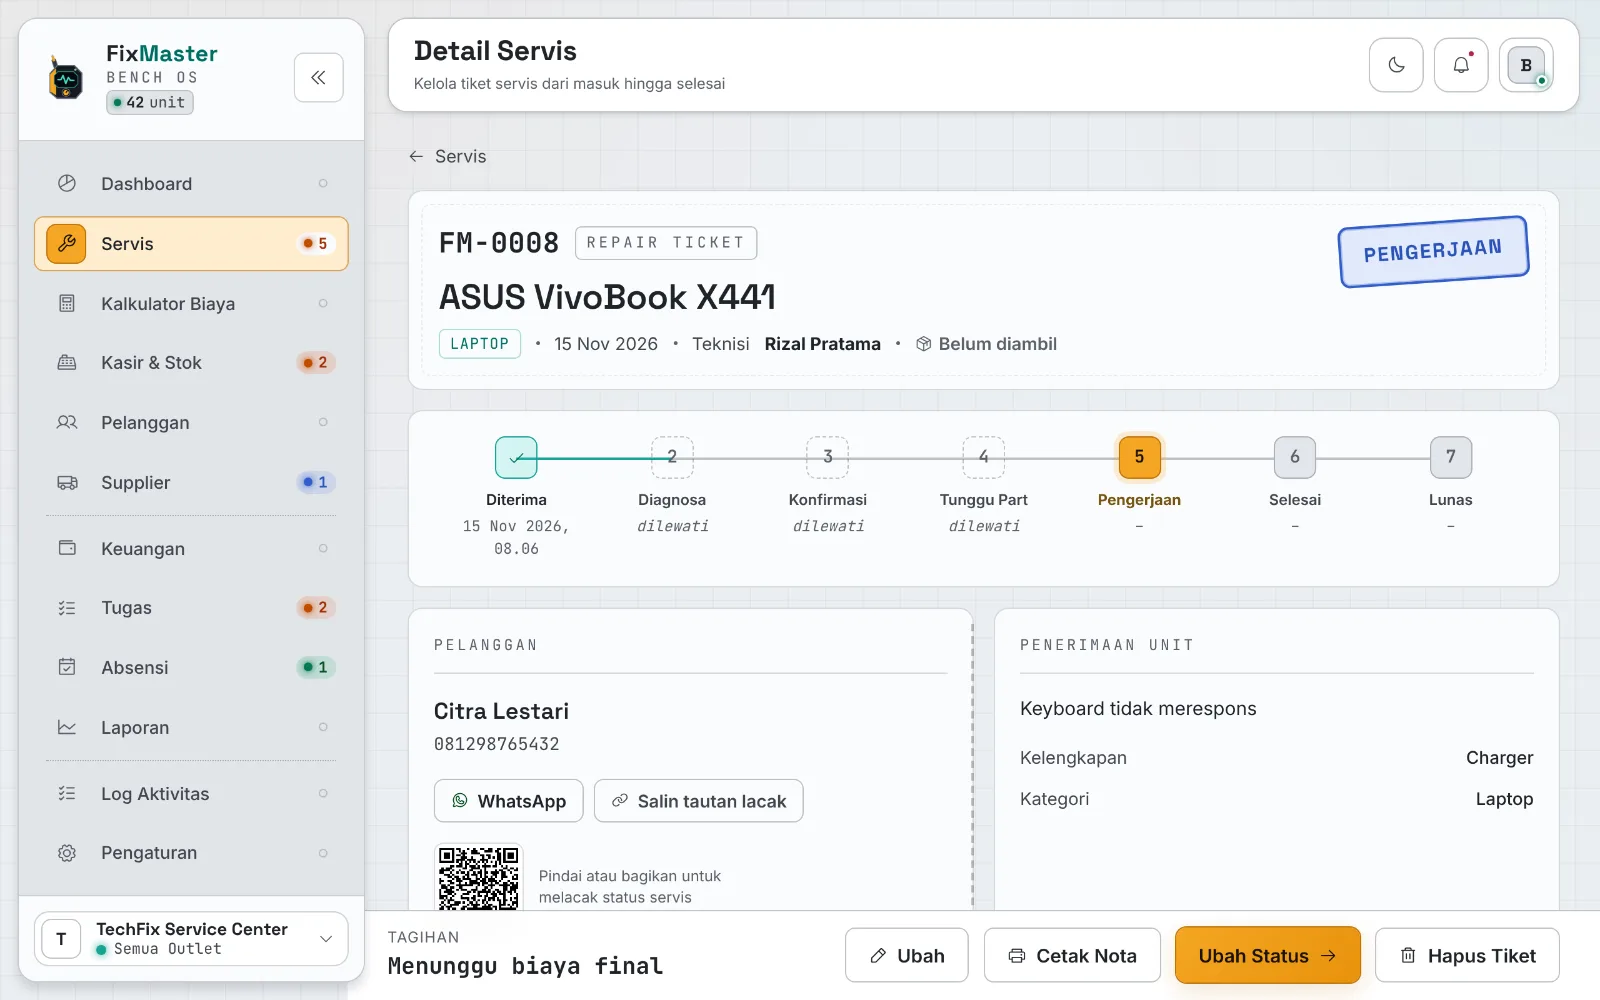 FixMaster
BENCH OS
42 unit
Dashboard
Servis 5
Kalkulator Biaya
Kasir & Stok 2
Pelanggan
Supplier 1
Keuangan
Tugas 2
Absensi 1
Laporan
Log Aktivitas
Pengaturan
T
TechFix Service Center
Semua Outlet
Detail Servis
Kelola tiket servis dari masuk hingga selesai
B
← Servis
FM-0008 REPAIR TICKET
ASUS VivoBook X441
LAPTOP • 15 Nov 2026 • Teknisi Rizal Pratama • Belum diambil
PENGERJAAN
2 3 4 5 6 7
Diterima Diagnosa Konfirmasi Tunggu Part Pengerjaan Selesai Lunas
15 Nov 2026, dilewati dilewati dilewati – – –
08.06
PELANGGAN
Citra Lestari
081298765432
WhatsApp Salin tautan lacak
Pindai atau bagikan untuk
melacak status servis
PENERIMAAN UNIT
Keyboard tidak merespons
Kelengkapan Charger
Kategori Laptop
TAGIHAN
Menunggu biaya final
Ubah Cetak Nota Ubah Status → Hapus Tiket